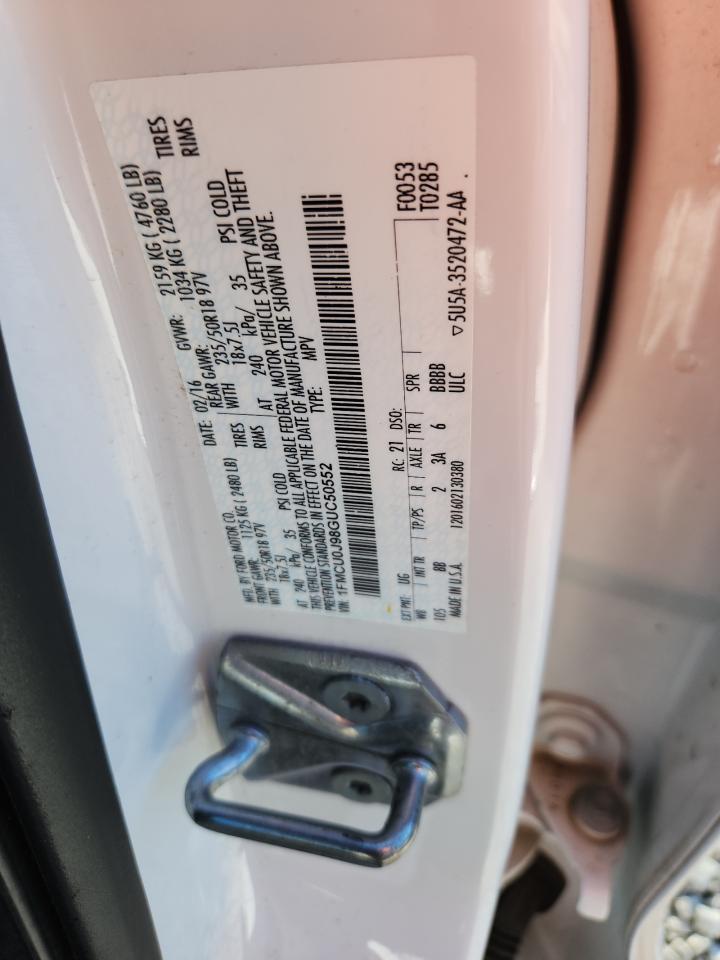 MFD. BY FORD MOTOR CO. DATE: 02/16 GVWR: 2159 KG ( 4760 LB)
FRONT GAWR: 1125 KG ( 2480 LB) REAR GAWR: 1034 KG ( 2280 LB)
WITH 235/50R18 97V TIRES WITH 235/50R18 97V TIRES
18x7.5J RIMS 18x7.5J RIMS
AT 240 kPa/ 35 PSI COLD AT 240 kPa/ 35 PSI COLD
THIS VEHICLE CONFORMS TO ALL APPLICABLE FEDERAL MOTOR VEHICLE SAFETY AND THEFT
PREVENTION STANDARDS IN EFFECT ON THE DATE OF MANUFACTURE SHOWN ABOVE.
VIN: 1FMCU0J98GUC50552 TYPE: MPV
EXT PNT: UG RC: 21 DSO: F0053
WB INT TR TP/PS R AXLE TR SPR T0285
105 BB 2 3A 6 BBBB
MADE IN U.S.A. 1201602130380 ULC ▽5U5A-3520472-AA .